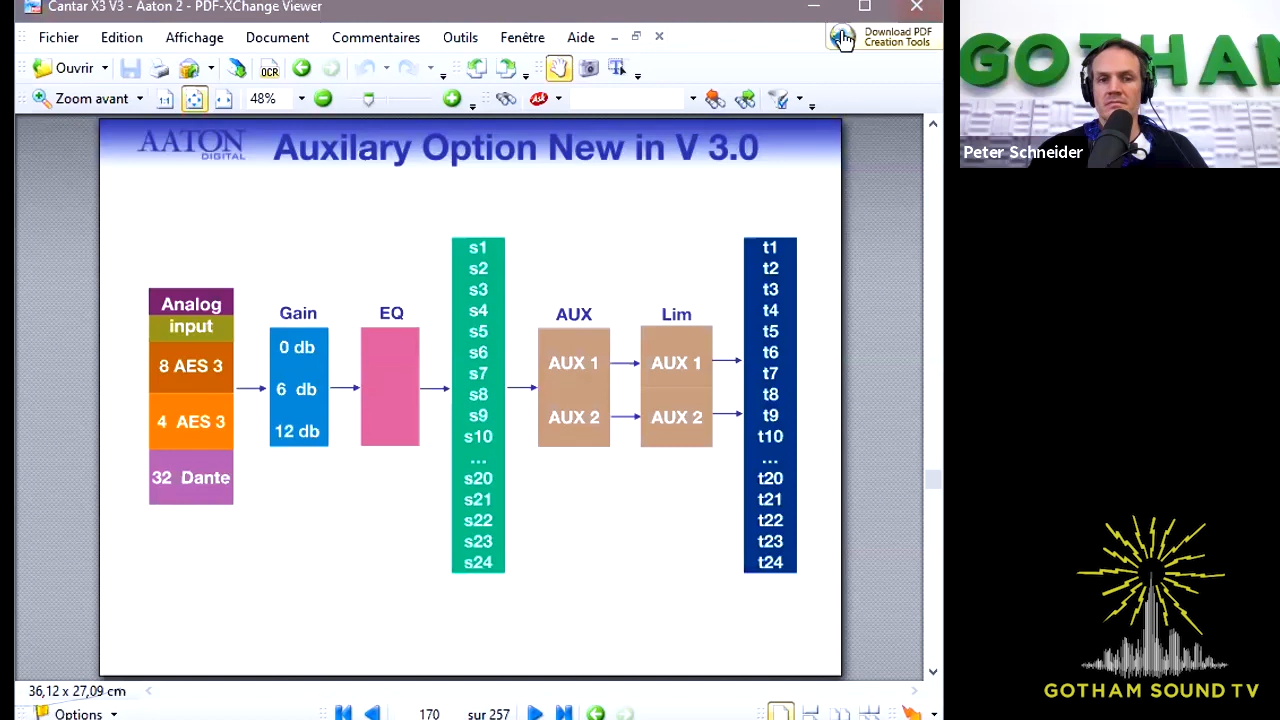 Cantar X3 V3 - Aaton 2 - PDF-XChange Viewer
Fichier Edition Affichage Document Commentaires Outils Fenêtre Aide
Download PDF
Creation Tools
Ouvrir
OCR
Zoom avant
1:1
48%
AATON
DIGITAL
Auxilary Option New in V 3.0
Analog
input
8 AES 3
4 AES 3
32 Dante
Gain
0 db
6 db
12 db
EQ
s1
s2
s3
s4
s5
s6
s7
s8
s9
s10
...
s20
s21
s22
s23
s24
AUX
AUX 1
AUX 2
Lim
AUX 1
AUX 2
t1
t2
t3
t4
t5
t6
t7
t8
t9
t10
...
t20
t21
t22
t23
t24
36,12 x 27,09 cm
Options
170 sur 257
GOTHAM
Peter Schneider
GOTHAM SOUND TV